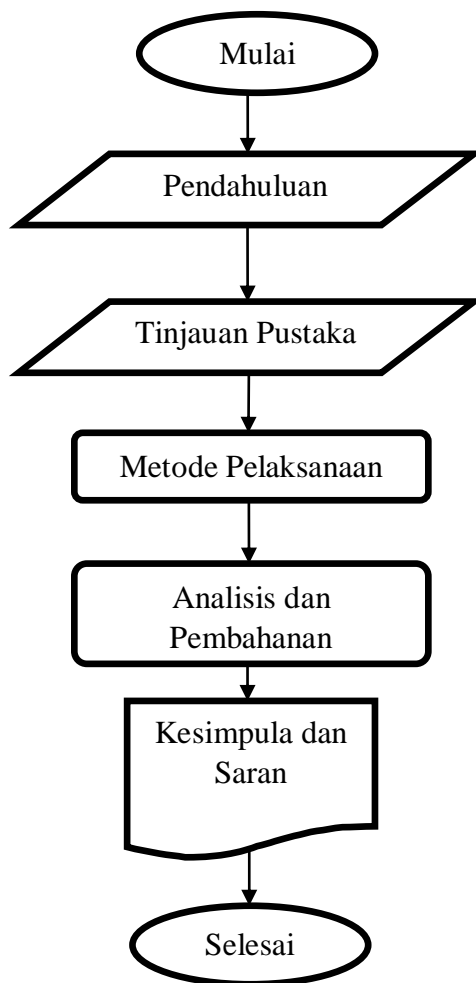 Mulai
Pendahuluan
Tinjauan Pustaka
Metode Pelaksanaan
Analisis dan
Pembahanan
Kesimpula dan
Saran
Selesai